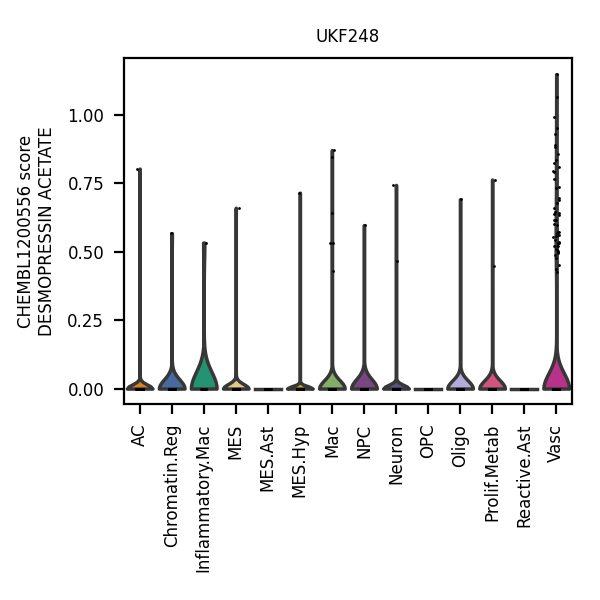 UKF248
CHEMBL1200556 score
DESMOPRESSIN ACETATE
1.00
0.75
0.50
0.25
0.00
AC
Chromatin.Reg
Inflammatory.Mac
MES
MES.Ast
MES.Hyp
Mac
NPC
Neuron
OPC
Oligo
Prolif.Metab
Reactive.Ast
Vasc